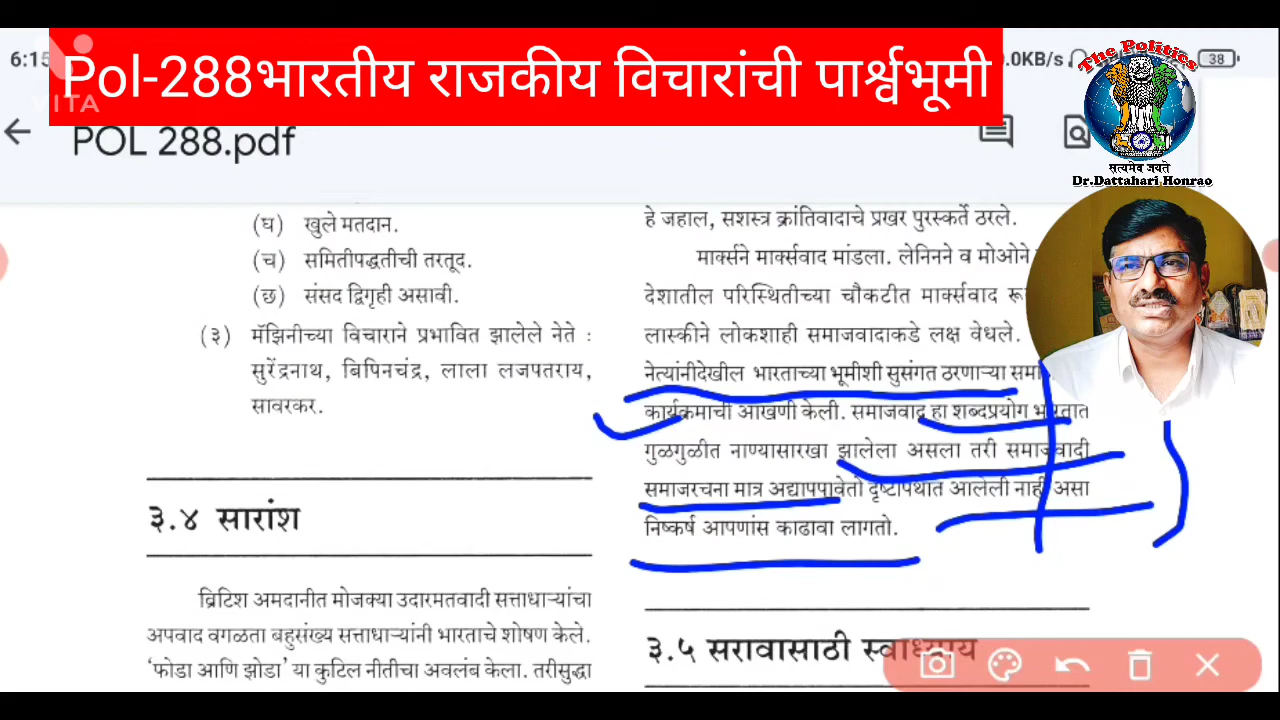 6:15
Pol-288भारतीय राजकीय विचारांची पार्श्वभूमी
.0KB/s
38
VITA
The Politics
सत्यमेव जयते
Dr.Dattahari Honrao
POL 288.pdf
(घ) खुले मतदान.
(च) समितीपद्धतीची तरतूद.
(छ) संसद द्विगृही असावी.
(३) मॅझिनीच्या विचाराने प्रभावित झालेले नेते :
सुरेंद्रनाथ, बिपिनचंद्र, लाला लजपतराय,
सावरकर.
३.४ सारांश
ब्रिटिश अमदानीत मोजक्या उदारमतवादी सत्ताधाऱ्यांचा
अपवाद वगळता बहुसंख्य सत्ताधाऱ्यांनी भारताचे शोषण केले.
'फोडा आणि झोडा' या कुटिल नीतीचा अवलंब केला. तरीसुद्धा
हे जहाल, सशस्त्र क्रांतिवादाचे प्रखर पुरस्कर्ते ठरले.
मार्क्सने मार्क्सवाद मांडला. लेनिनने व मोओने
देशातील परिस्थितीच्या चौकटीत मार्क्सवाद
लास्कीने लोकशाही समाजवादाकडे लक्ष वेधले.
नेत्यांनीदेखील भारताच्या भूमीशी सुसंगत ठरणाऱ्या
कार्यक्रमाची आखणी केली. समाजवाद हा शब्दप्रयोग भारतात
गुळगुळीत नाण्यासारखा झालेला असला तरी समाजवादी
समाजरचना मात्र अद्यापपावेतो दृष्टीपथात आलेली नाही असा
निष्कर्ष आपणांस काढावा लागतो.
३.५ सरावासाठी स्वाध्याय